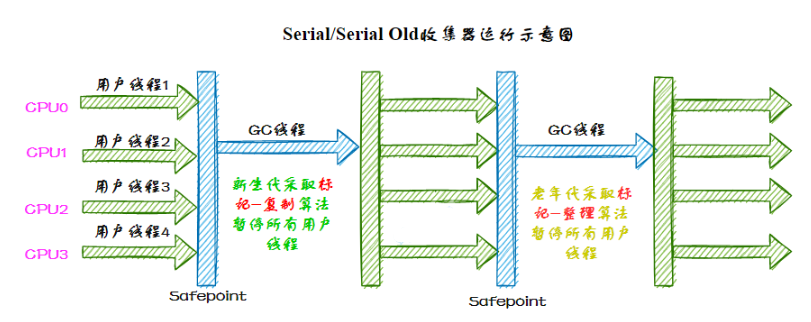 Serial/Serial Old收集器运行示意图
CPU0
用户线程1
CPU1
用户线程2
CPU2
用户线程3
CPU3
用户线程4
Safepoint
GC线程
新生代采取标
记-复制算法
暂停所有用户
线程
Safepoint
GC线程
老年代采取标
记-整理算法
暂停所有用户
线程